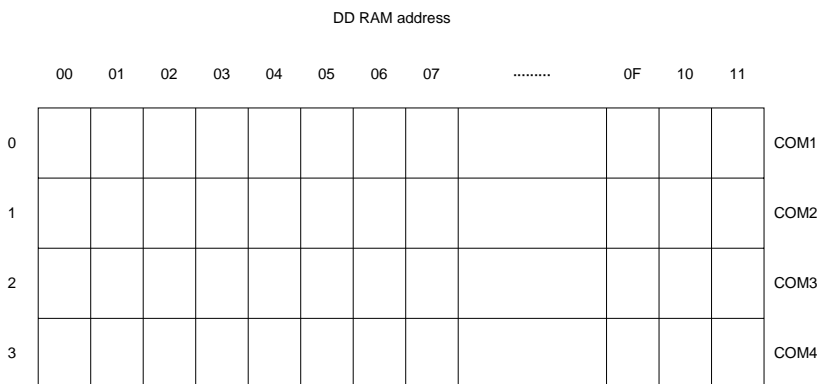 DD RAM address
00 01 02 03 04 05 06 07 ......... 0F 10 11
0 COM1
1 COM2
2 COM3
3 COM4